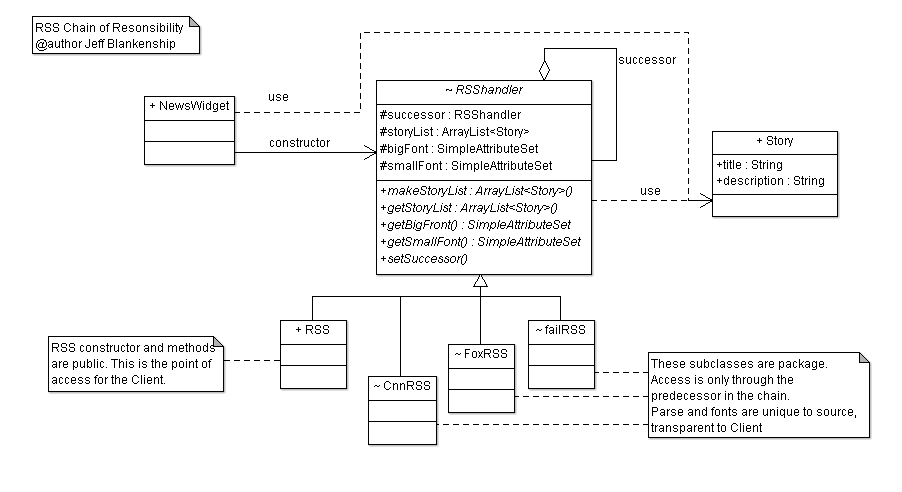 RSS Chain of Resonsibility
@author Jeff Blankenship
successor
+ NewsWidget
use
constructor
~ RSShandler
#successor : RSShandler
#storyList : ArrayList<Story>
#bigFont : SimpleAttributeSet
#smallFont : SimpleAttributeSet
+makeStoryList : ArrayList<Story>()
+getStoryList : ArrayList<Story>()
+getBigFront() : SimpleAttributeSet
+getSmallFont() : SimpleAttributeSet
+setSuccessor()
use
+ Story
+title : String
+description : String
+ RSS
~ CnnRSS
~ FoxRSS
~ failRSS
RSS constructor and methods
are public. This is the point of
access for the Client.
These subclasses are package.
Access is only through the
predecessor in the chain.
Parse and fonts are unique to source,
transparent to Client